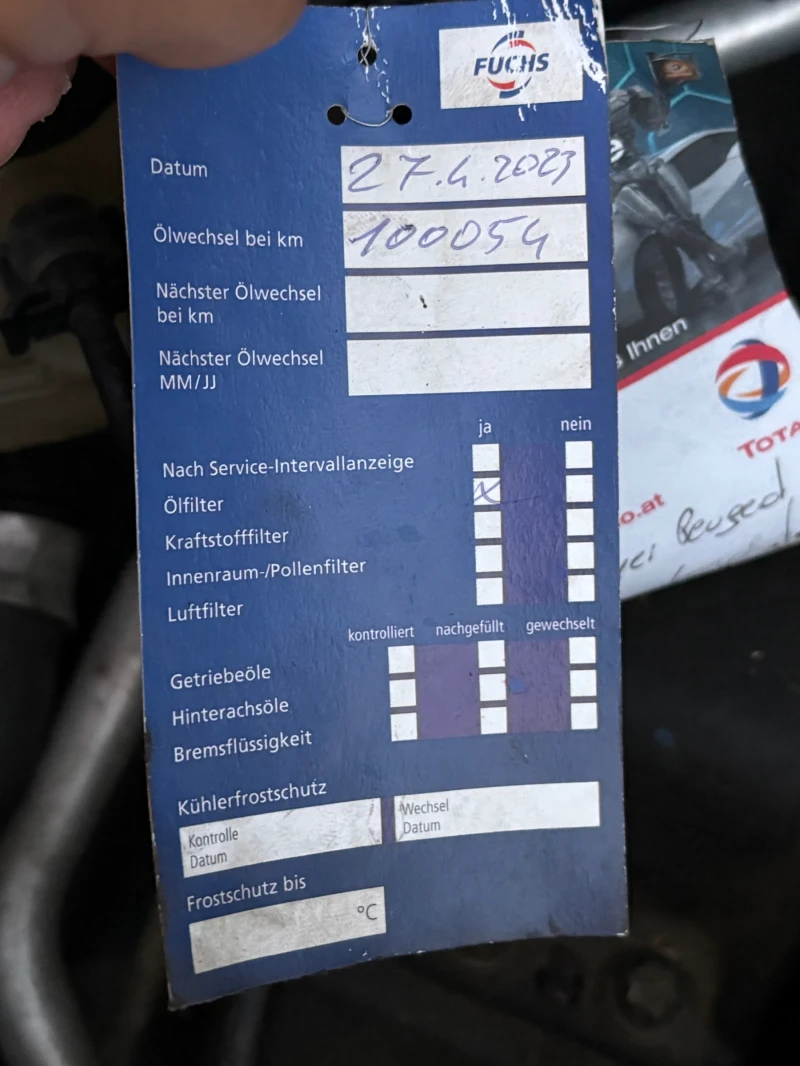 FUCHS
Datum 27.4.2023
Ölwechsel bei km 100054
Nächster Ölwechsel
bei km
Nächster Ölwechsel
MM/JJ
ja nein
Nach Service-Intervallanzeige
Ölfilter x
Kraftstofffilter
Innenraum-/Pollenfilter
Luftfilter
kontrolliert nachgefüllt gewechselt
Getriebeöle
Hinterachsöle
Bremsflüssigkeit
Kühlerfrostschutz
Kontrolle
Datum
Wechsel
Datum
Frostschutz bis
°C
Ihnen
TOTA
o.at